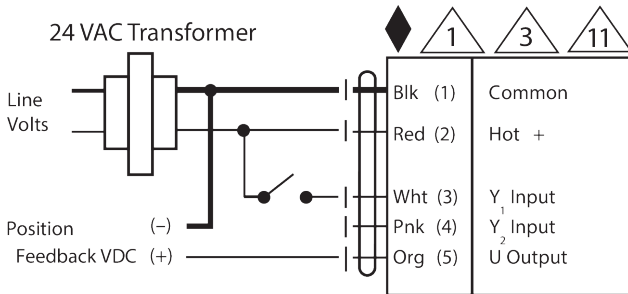 24 VAC Transformer
1 3 11
Line
Volts
Blk (1) Common
Red (2) Hot +
Wht (3) Y1 Input
Position (–)
Pnk (4) Y2 Input
Feedback VDC (+)
Org (5) U Output